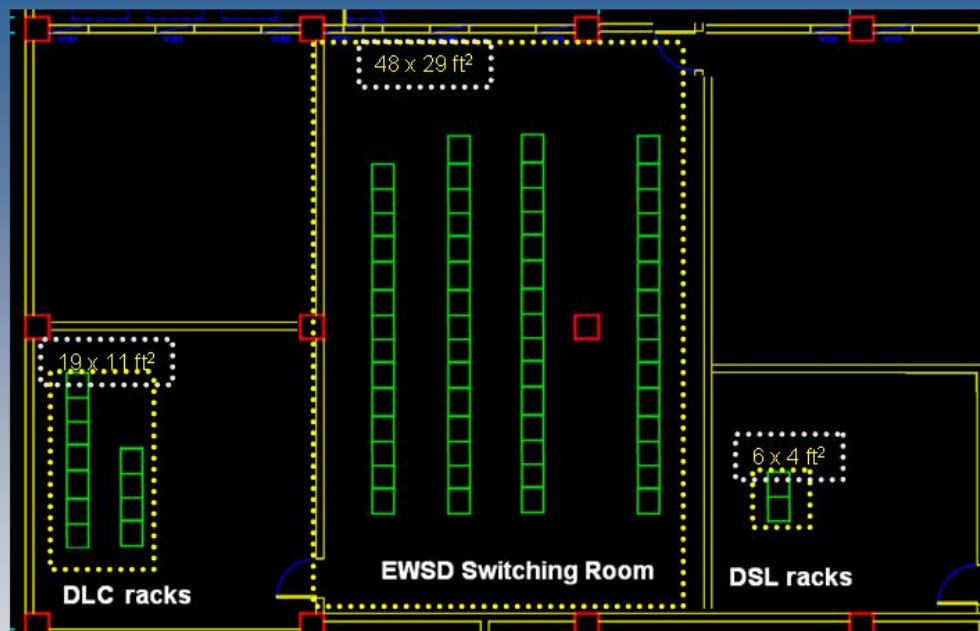 48 x 29 ft²
19 x 11 ft²
6 x 4 ft²
EWSD Switching Room
DSL racks
DLC racks